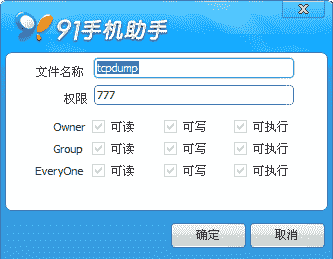 91手机助手
文件名称 tcpdump
权限 777
Owner 可读 可写 可执行
Group 可读 可写 可执行
EveryOne 可读 可写 可执行
确定 取消